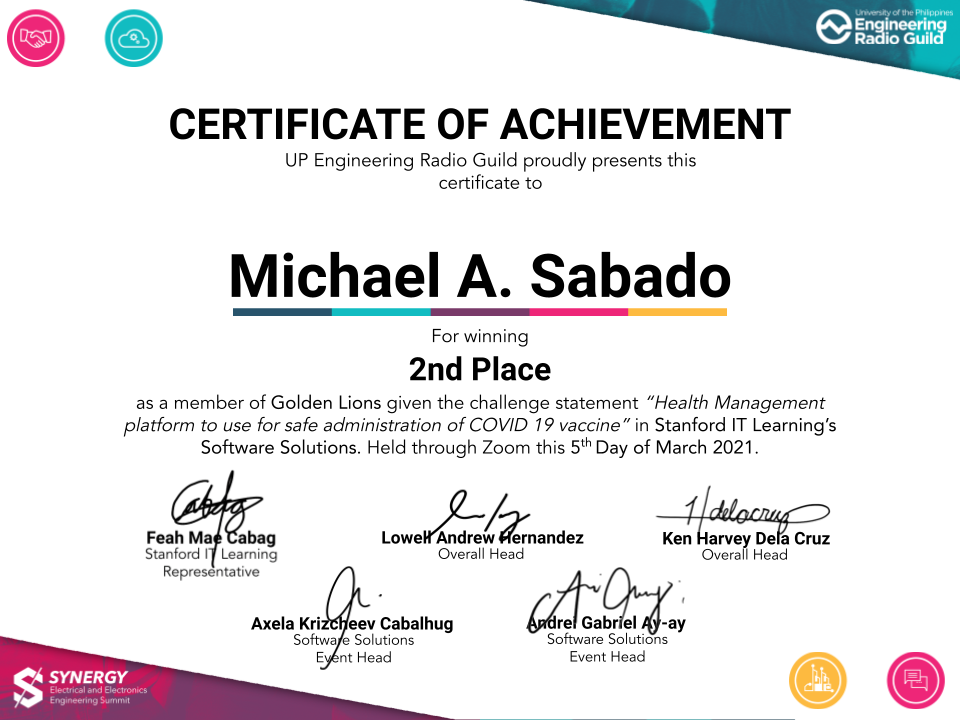 University of the Philippines
Engineering
Radio Guild
CERTIFICATE OF ACHIEVEMENT
UP Engineering Radio Guild proudly presents this
certificate to
Michael A. Sabado
For winning
2nd Place
as a member of Golden Lions given the challenge statement “Health Management
platform to use for safe administration of COVID 19 vaccine” in Stanford IT Learning’s
Software Solutions. Held through Zoom this 5th Day of March 2021.
Feah Mae Cabag
Stanford IT Learning
Representative
Lowell Andrew Hernandez
Overall Head
Ken Harvey Dela Cruz
Overall Head
Axela Krizcheev Cabalhug
Software Solutions
Event Head
Andrei Gabriel Ay-ay
Software Solutions
Event Head
SYNERGY
Electrical and Electronics
Engineering Summit